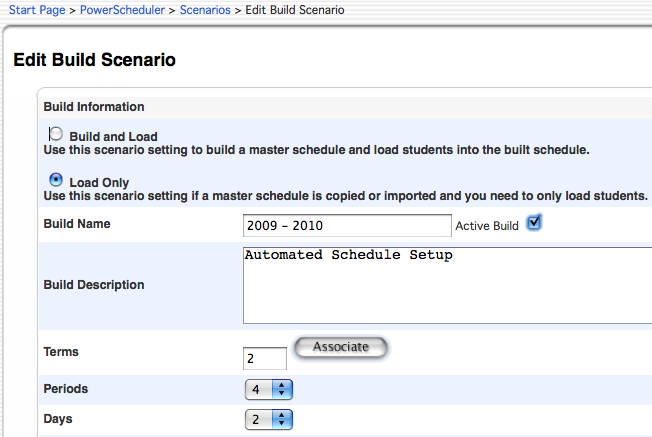 Start Page > PowerScheduler > Scenarios > Edit Build Scenario
Edit Build Scenario
Build Information
Build and Load
Use this scenario setting to build a master schedule and load students into the built schedule.
Load Only
Use this scenario setting if a master schedule is copied or imported and you need to only load students.
Build Name 2009 - 2010 Active Build
Build Description Automated Schedule Setup
Terms 2 Associate
Periods 4
Days 2